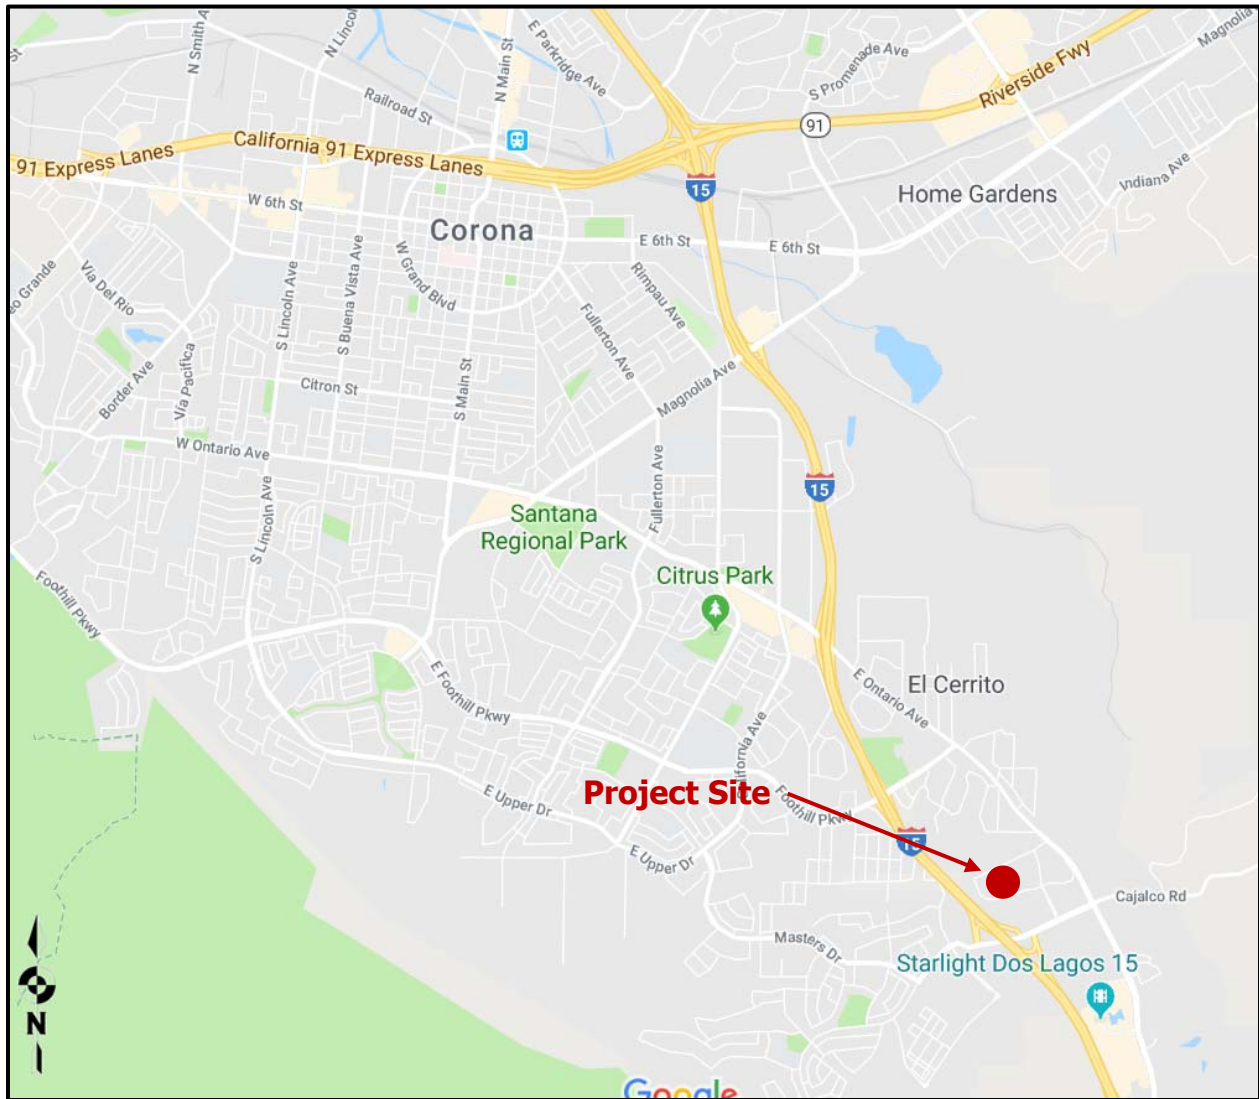 N Smith A
N Lincol
N Main St
E Parkridge Ave
S Promenade Ave
Magnolia
Riverside Fwy
St
Railroad St
91
91 Express Lanes
California 91 Express Lanes
15
Home Gardens
Indiana Ave
W 6th St
Corona
E 6th St
E 6th St
eo Grande
Via Del Rio
S Lincoln Ave
S Buena Vista Ave
W Grand Blvd
Rimpau Ave
Fullerton Ave
Border Ave
Via Pacifica
Citron St
S Main St
Magnolia Ave
W Ontario Ave
S Lincoln Ave
Fullerton Ave
15
Santana
Regional Park
Citrus Park
Foothill Pkwy
E Foothill Pkwy
E Ontario Ave
El Cerrito
California Ave
Project Site
Foothill Pkwy
E Upper Dr
E Upper Dr
15
Cajalco Rd
Masters Dr
Starlight Dos Lagos 15
N
Google